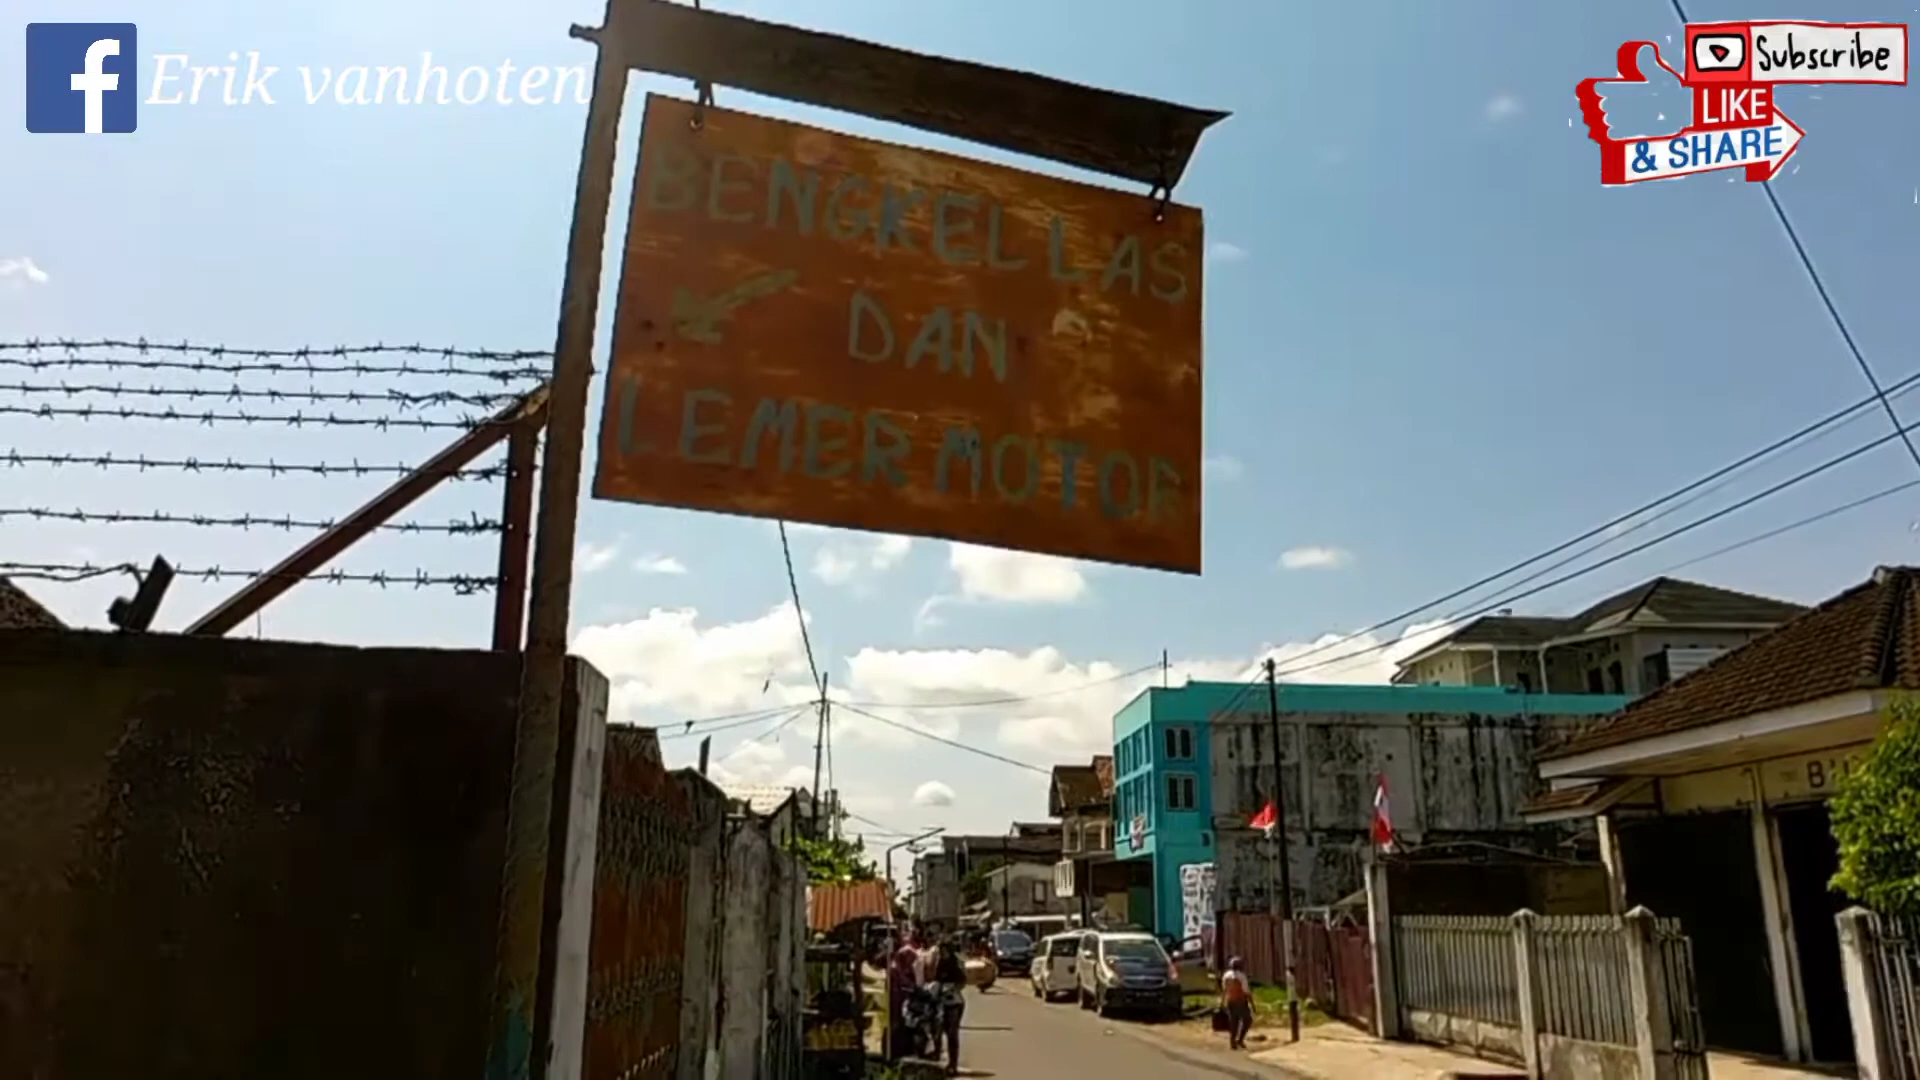 Erik vanhoten
Subscribe
LIKE
& SHARE
BENGKEL LAS
DAN
LEMER MOTOR